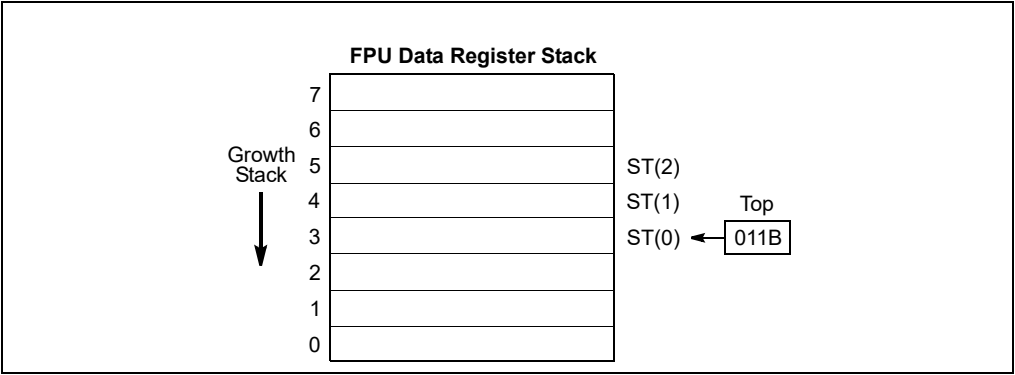 FPU Data Register Stack
7
6
Growth
Stack
5
ST(2)
4
ST(1)
Top
3
ST(0)
011B
2
1
0